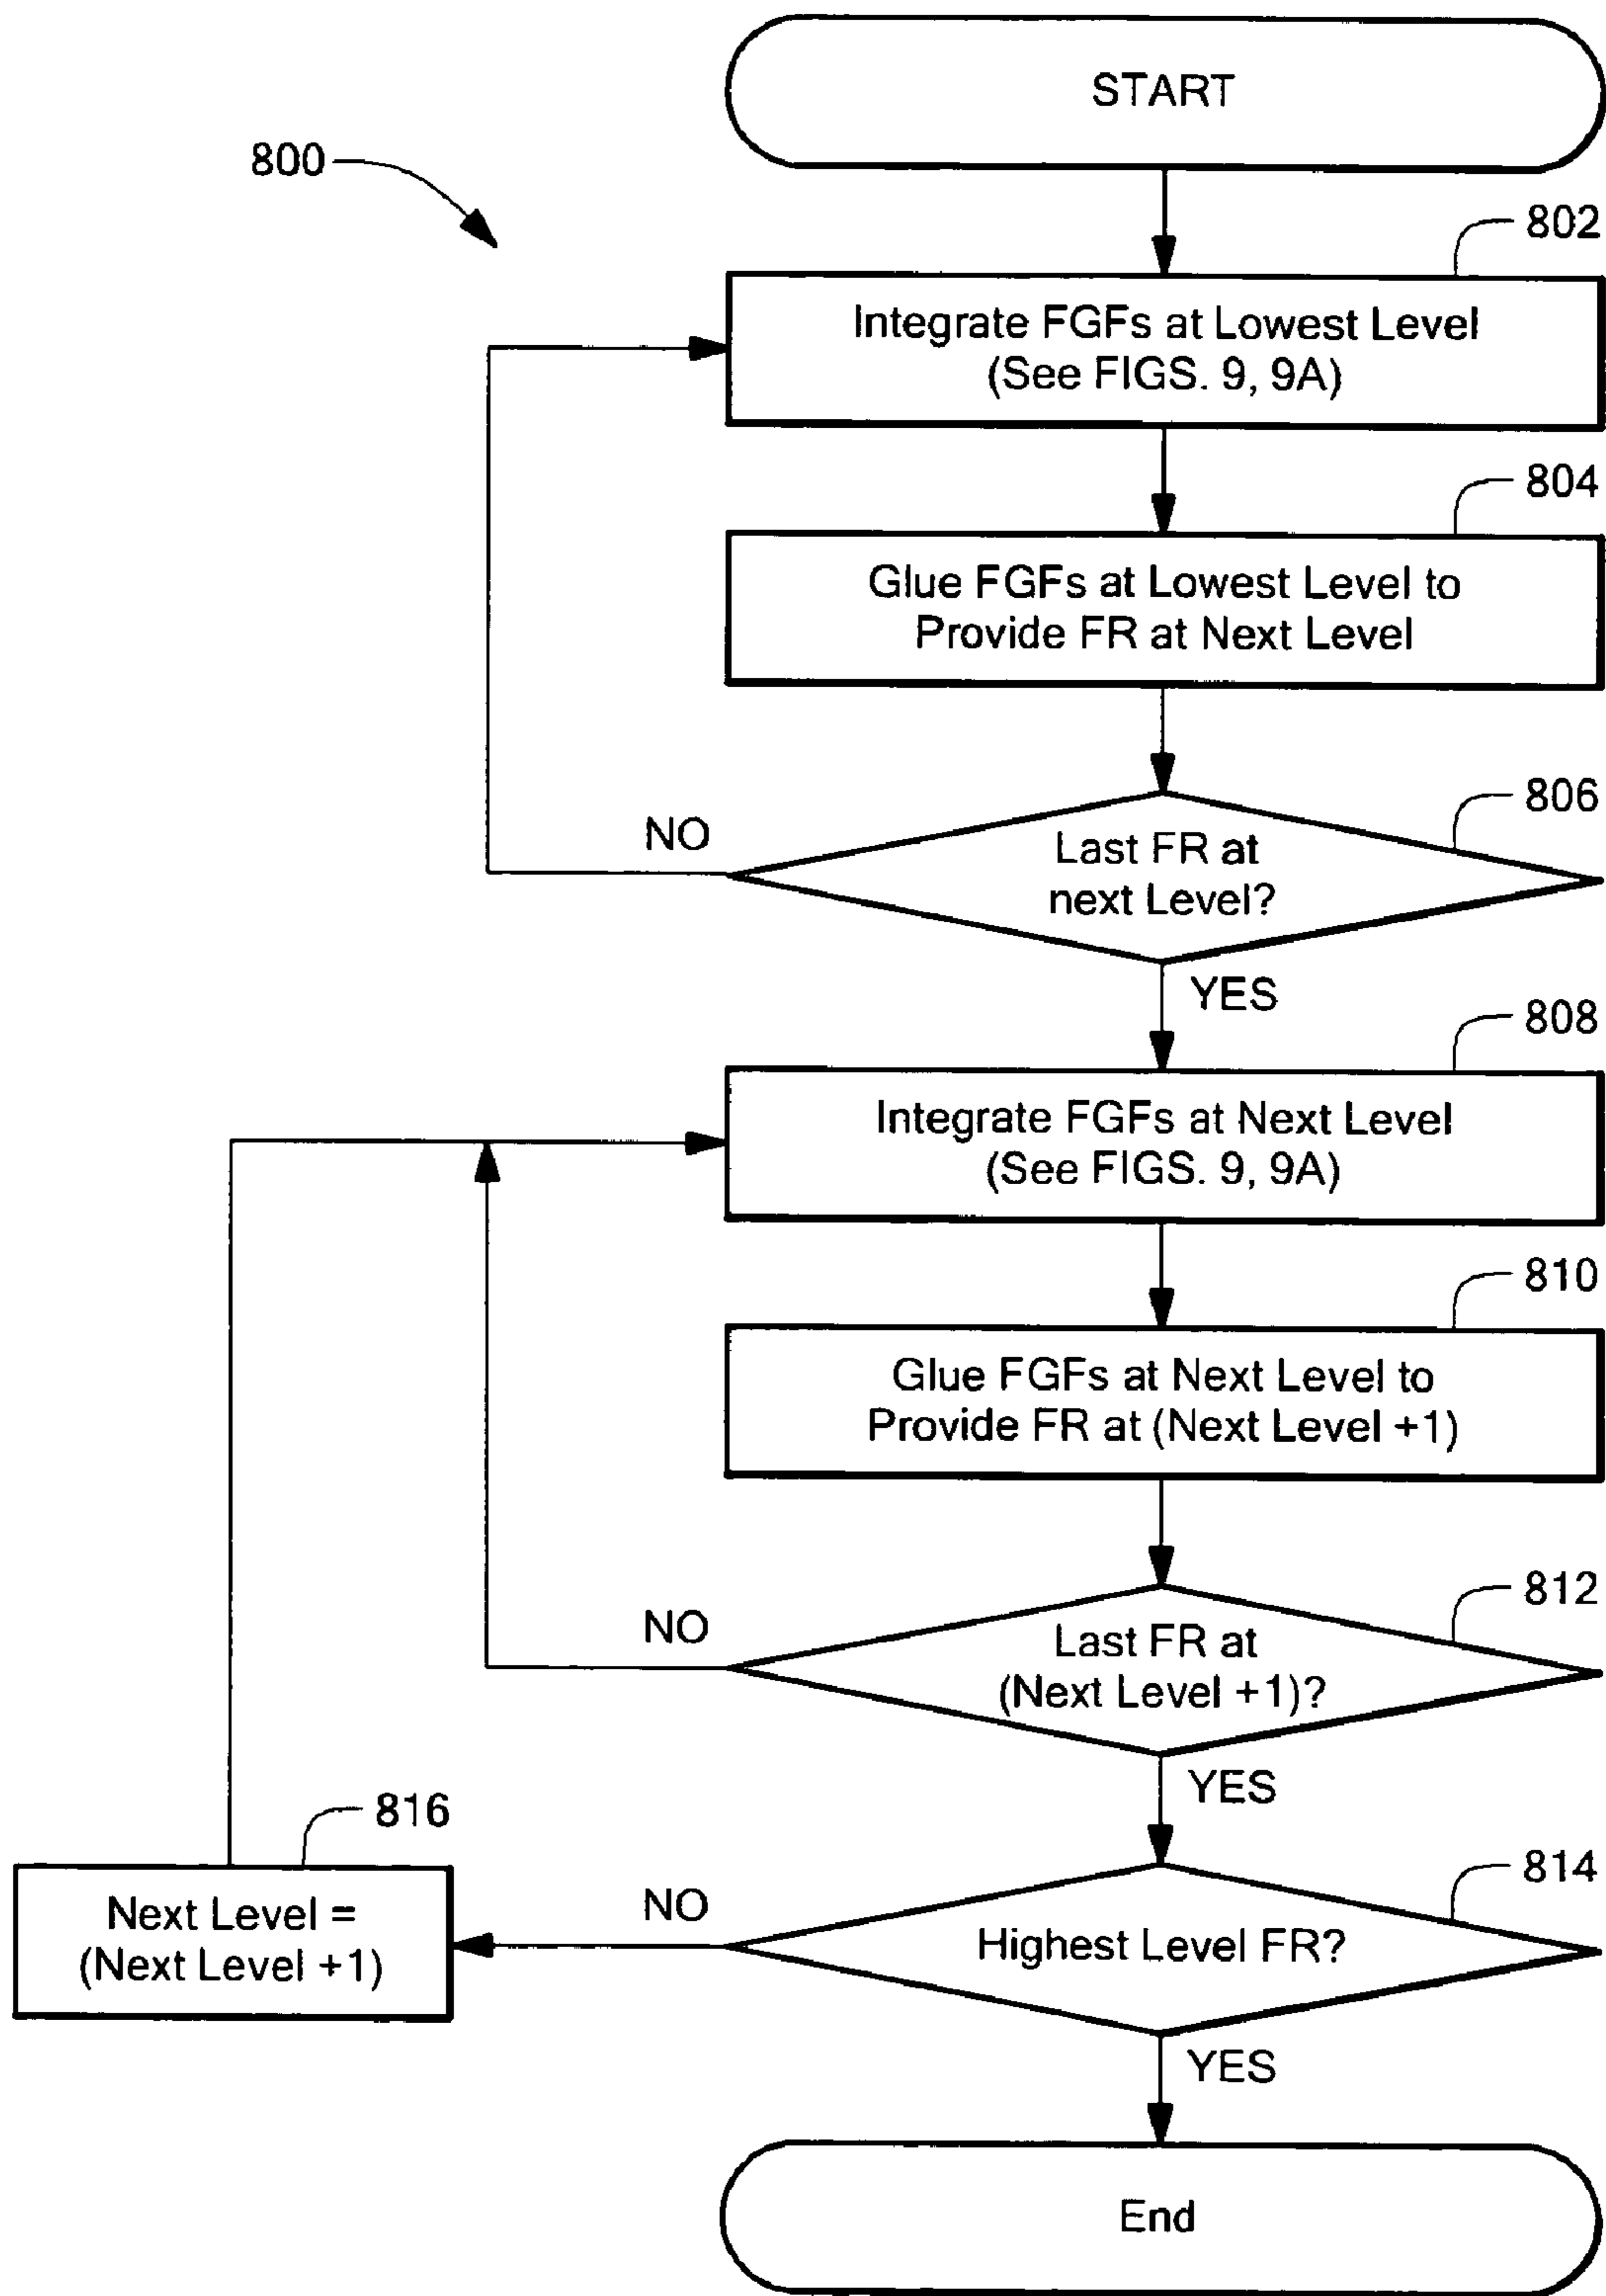 START
800
802
Integrate FGFs at Lowest Level
(See FIGS. 9, 9A)
804
Glue FGFs at Lowest Level to
Provide FR at Next Level
806
NO
Last FR at
next Level?
YES
808
Integrate FGFs at Next Level
(See FIGS. 9, 9A)
810
Glue FGFs at Next Level to
Provide FR at (Next Level +1)
812
NO
Last FR at
(Next Level +1)?
YES
816
814
Next Level =
(Next Level +1)
NO
Highest Level FR?
YES
End